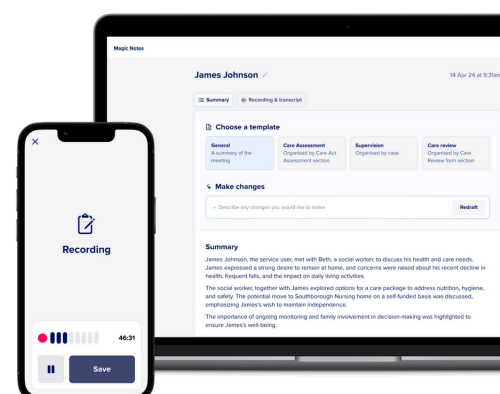 Magic Notes
James Johnson
14 Apr 24 at 9:31am
Summary
Recording & transcript
Choose a template
General
A summary of the
meeting
Care Assessment
Organised by Care Act
Assessment section
Supervision
Organised by case
Care review
Organised by Care
Review form section
Make changes
Describe any changes you would like to make
Redraft
Summary
James Johnson, the service user, met with Beth, a social worker, to discuss his health and care needs.
James expressed a strong desire to remain at home, and concerns were raised about his recent decline in
health, frequent falls, and the impact on daily living activities.
The social worker, together with James explored options for a care package to address nutrition, hygiene,
and safety. The potential move to Southborough Nursing home on a self-funded basis was discussed,
emphasizing James's wish to maintain independence.
The importance of ongoing monitoring and family involvement in decision-making was highlighted to
ensure James's well-being.
Recording
46:31
Save